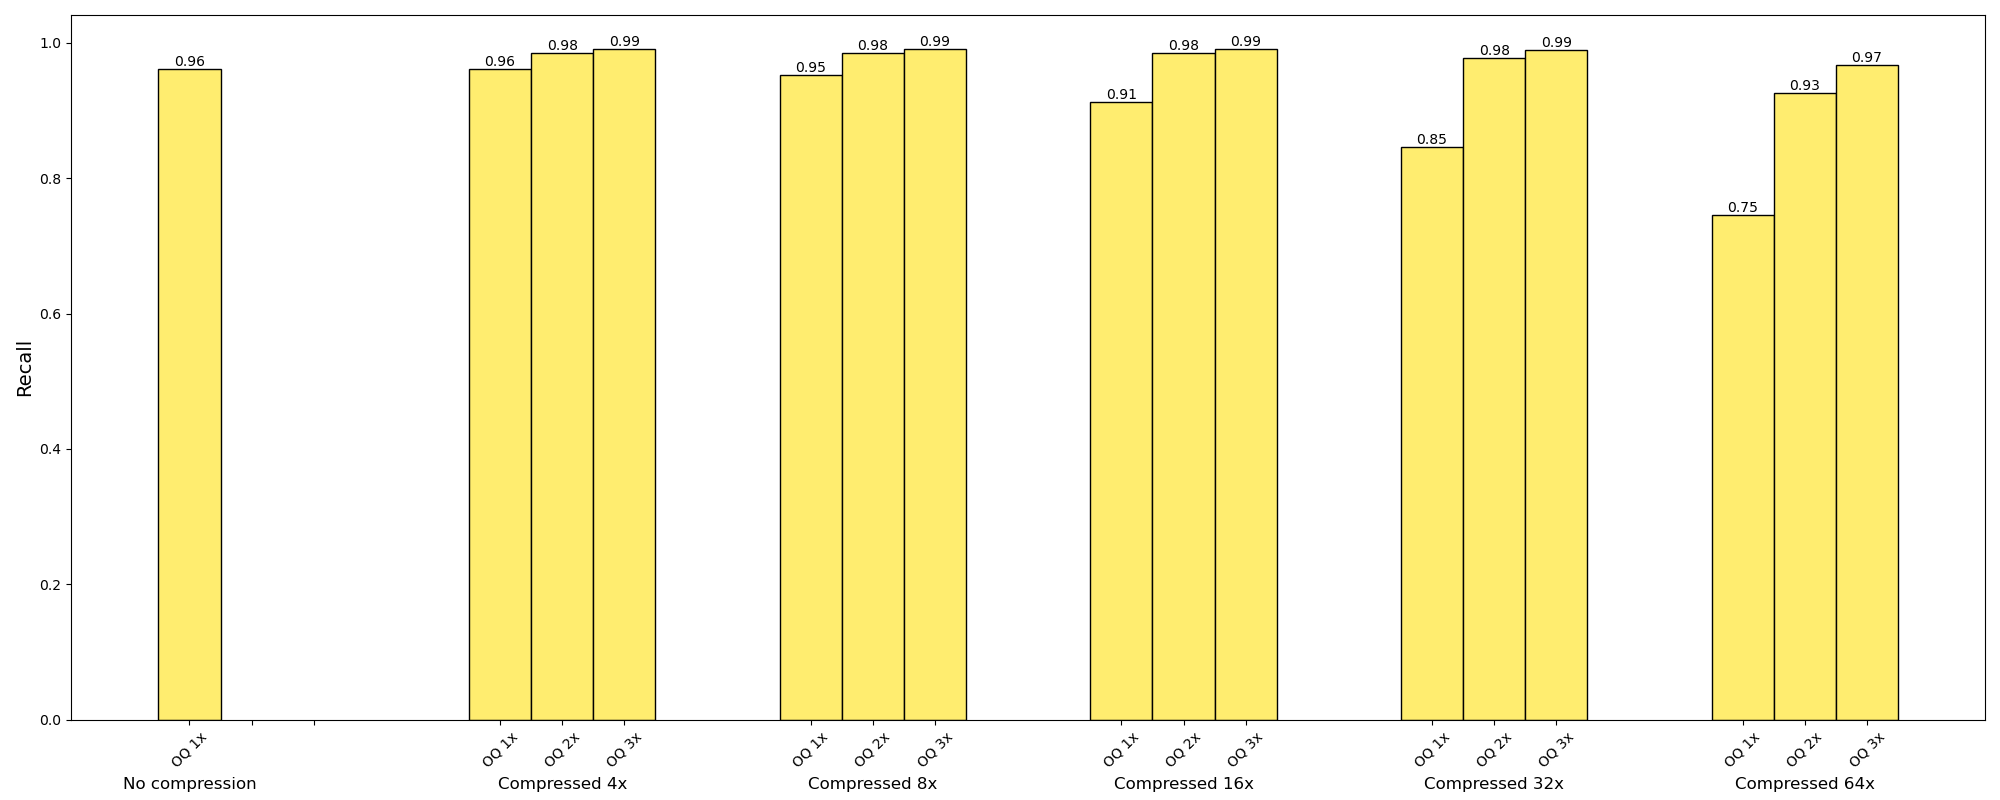 Recall
1.0
0.8
0.6
0.4
0.2
0.0
0.96
0.96 0.98 0.99
0.95 0.98 0.99
0.91 0.98 0.99
0.85 0.98 0.99
0.75 0.93 0.97
OQ 1x
OQ 1x OQ 2x OQ 3x
OQ 1x OQ 2x OQ 3x
OQ 1x OQ 2x OQ 3x
OQ 1x OQ 2x OQ 3x
OQ 1x OQ 2x OQ 3x
No compression Compressed 4x Compressed 8x Compressed 16x Compressed 32x Compressed 64x